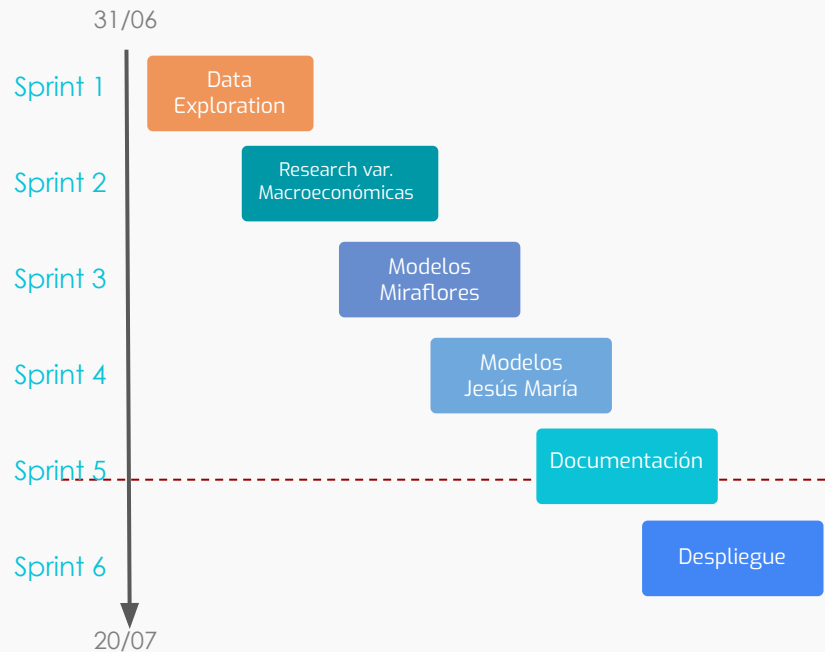 31/06
Sprint 1
Data
Exploration
Sprint 2
Research var.
Macroeconómicas
Sprint 3
Modelos
Miraflores
Sprint 4
Modelos
Jesús María
Sprint 5
Documentación
Sprint 6
Despliegue
20/07